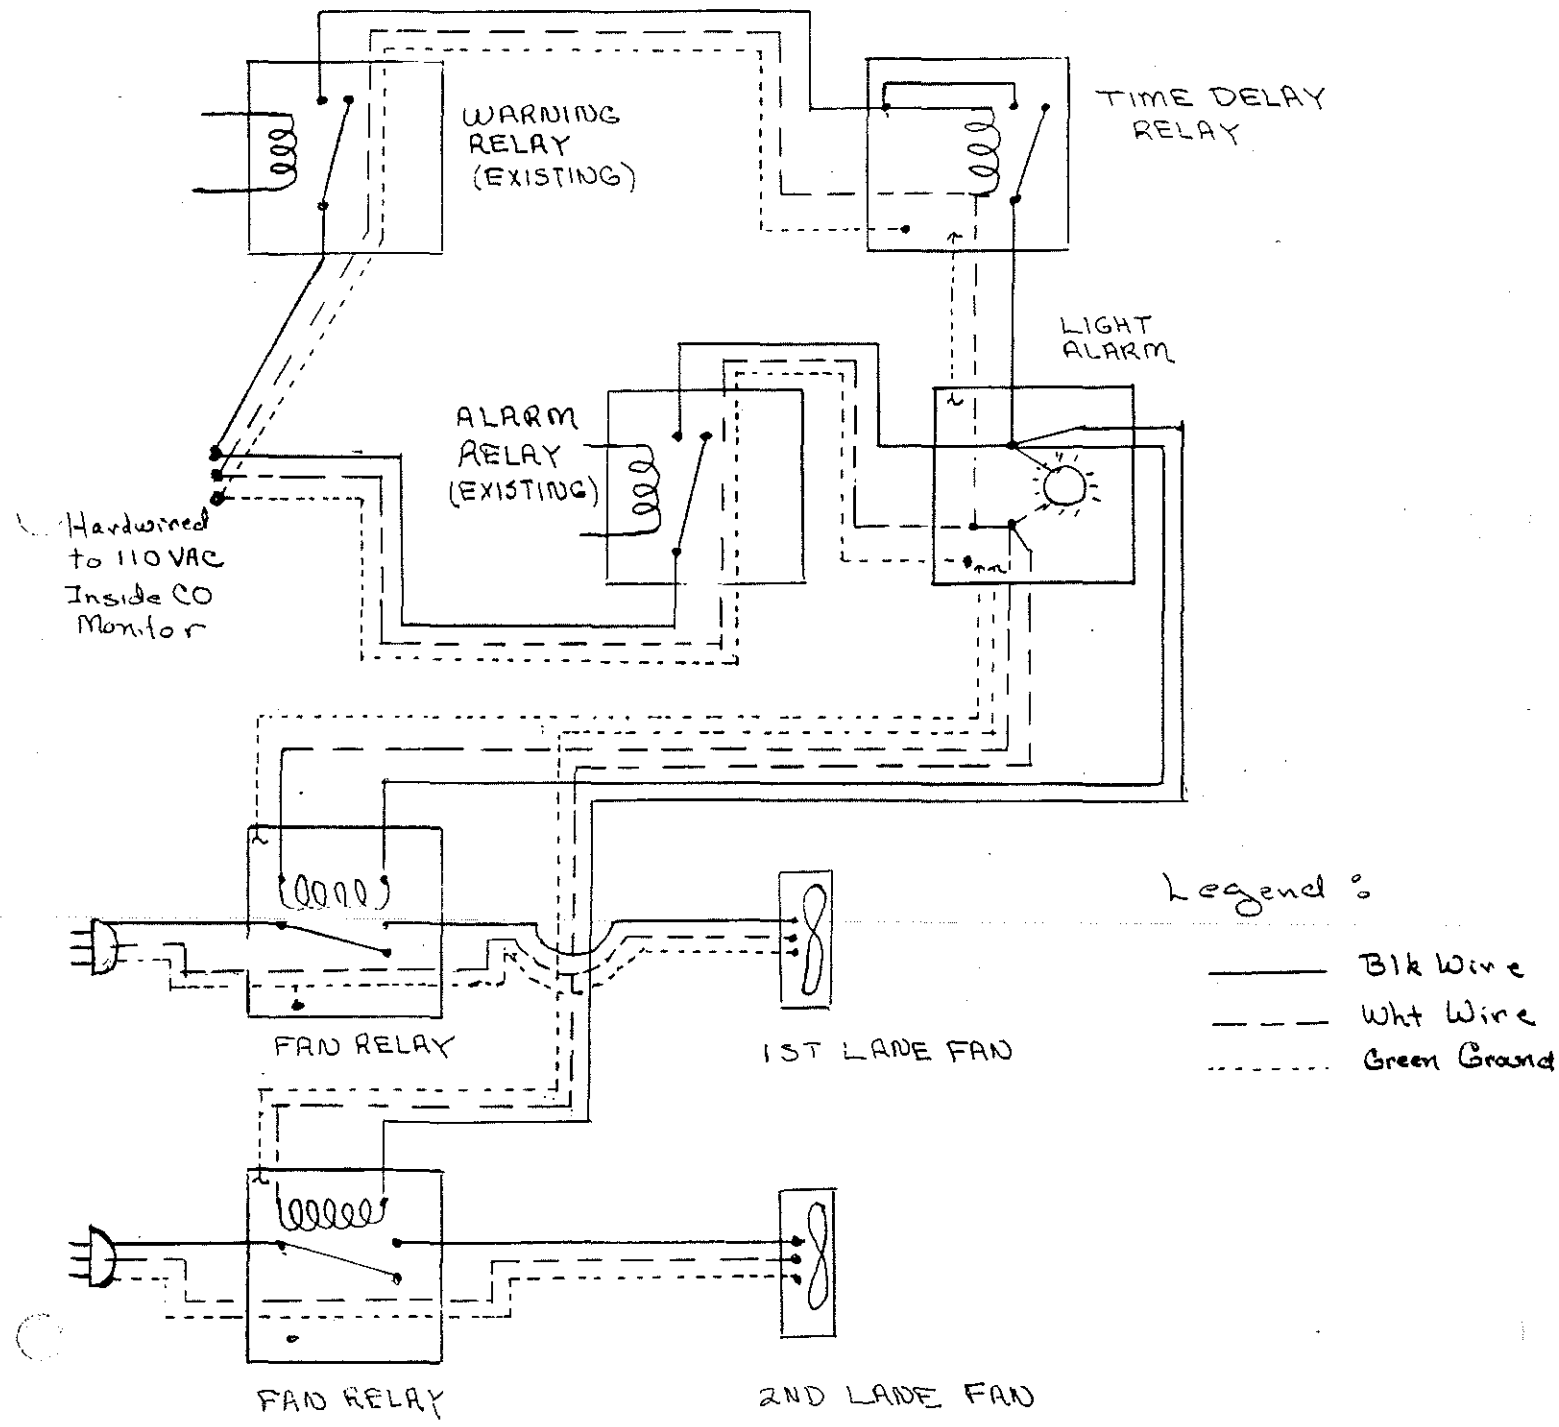 WARNING
RELAY
(EXISTING)
TIME DELAY
RELAY
LIGHT
ALARM
ALARM
RELAY
(EXISTING)
Hardwired
to 110 VAC
Inside CO
Monitor
Legend :
Blk Wire
Wht Wire
Green Ground
FAN RELAY
1ST LANE FAN
FAN RELAY
2ND LANE FAN